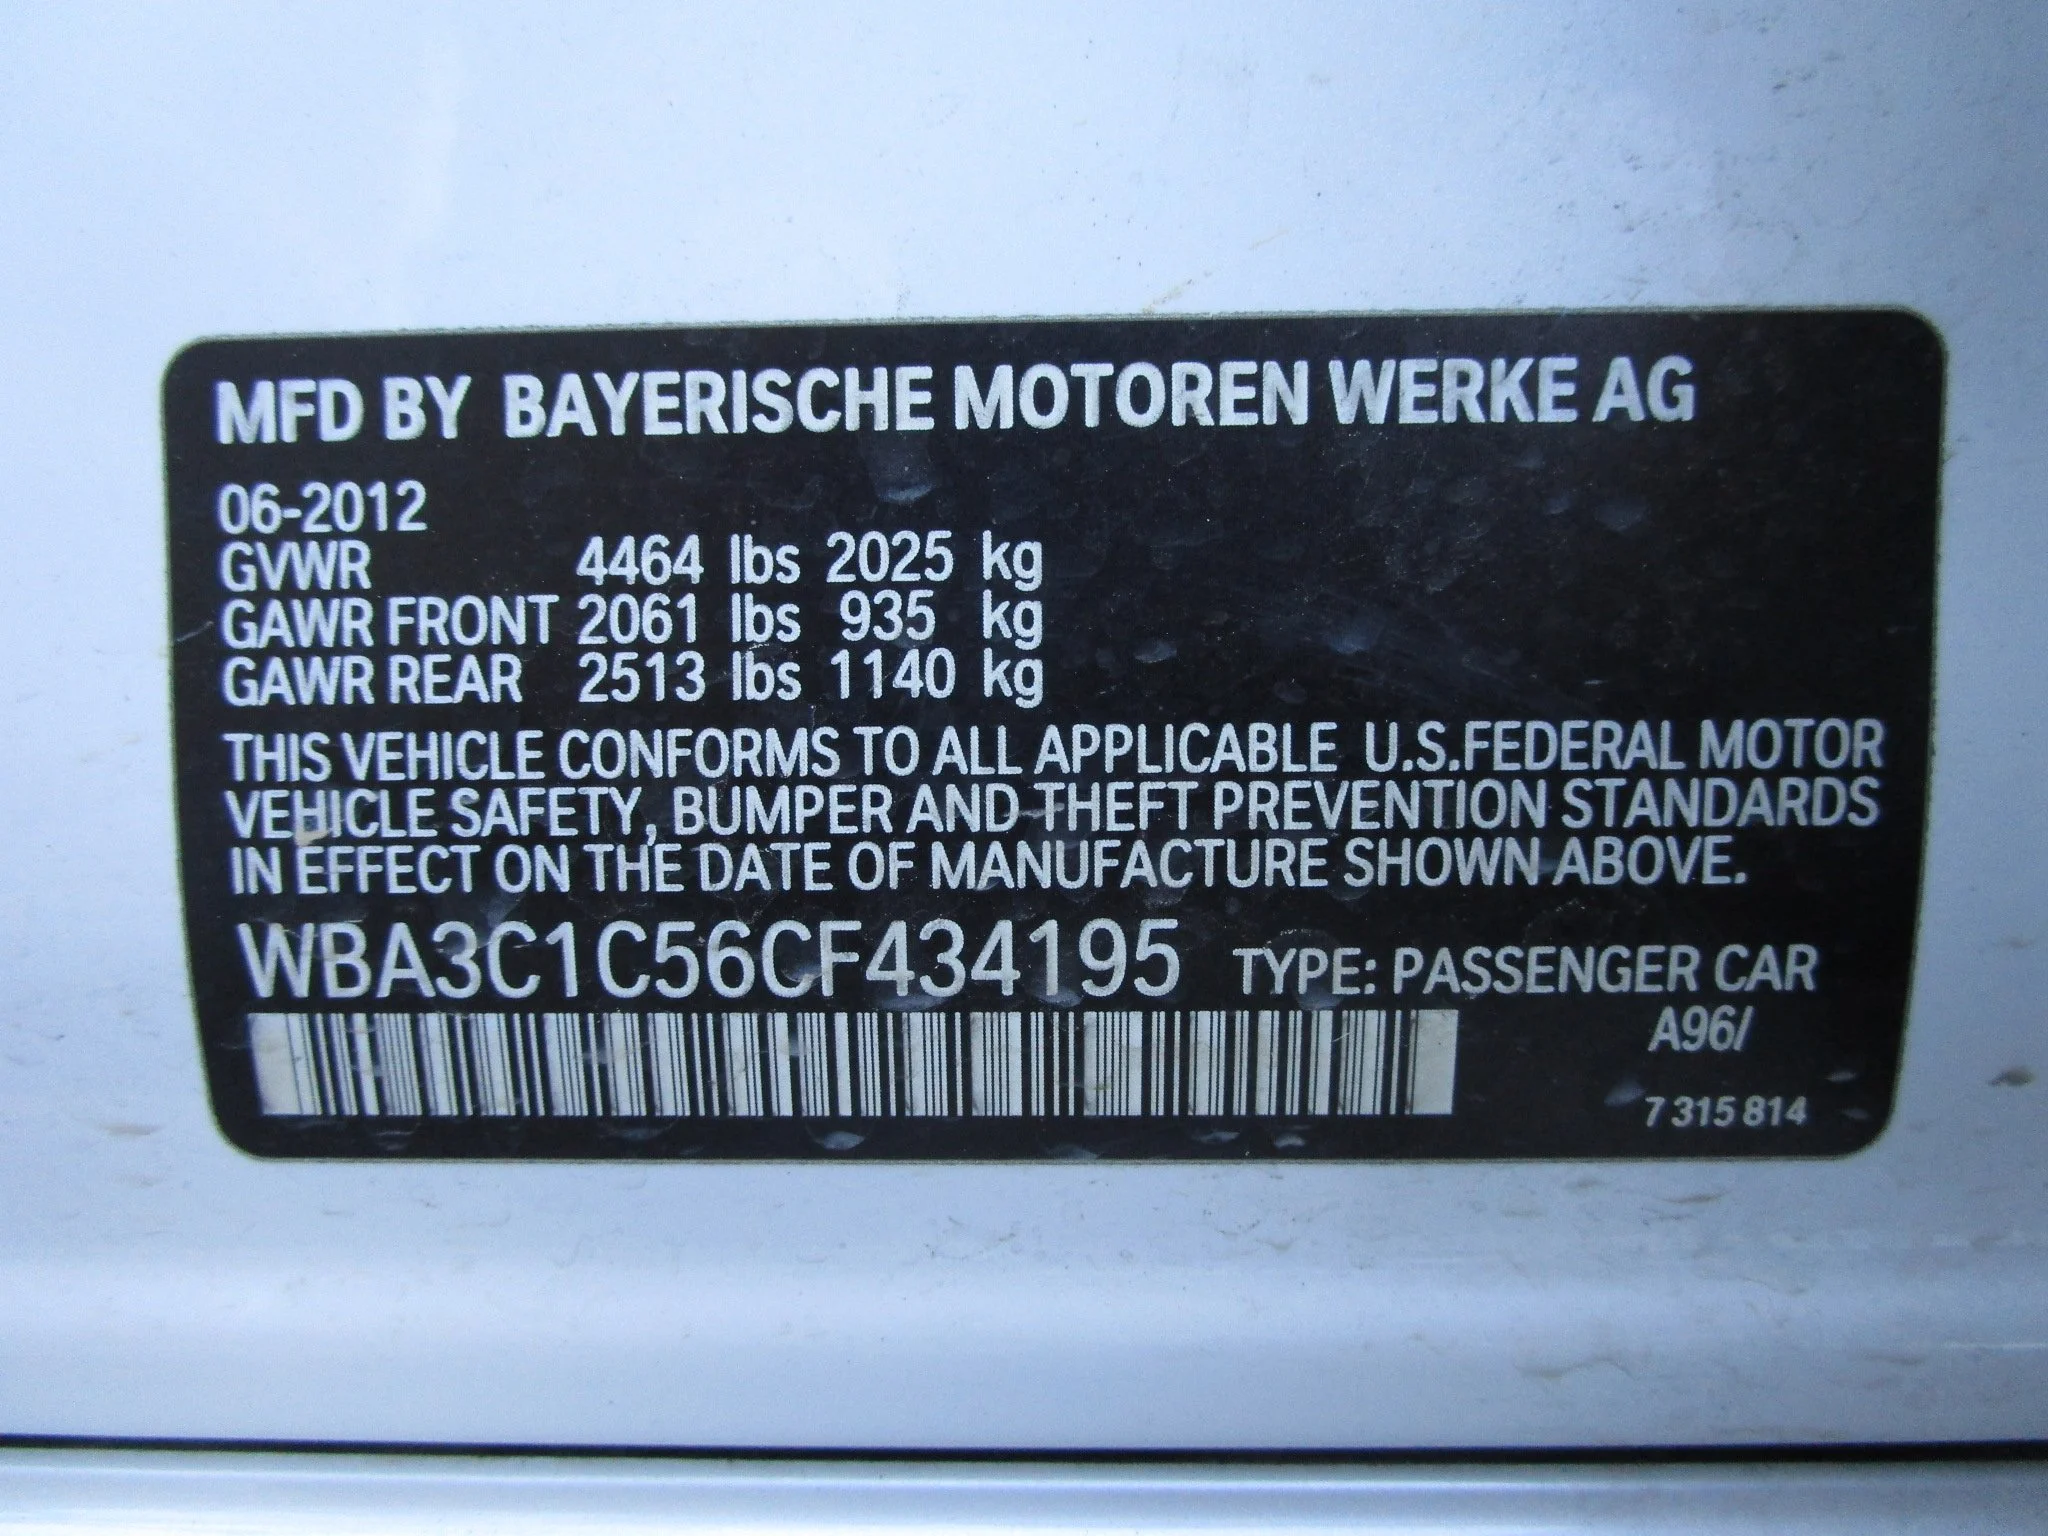 MFD BY BAYERISCHE MOTOREN WERKE AG
06-2012
GVWR 4464 lbs 2025 kg
GAWR FRONT 2061 lbs 935 kg
GAWR REAR 2513 lbs 1140 kg
THIS VEHICLE CONFORMS TO ALL APPLICABLE U.S.FEDERAL MOTOR
VEHICLE SAFETY, BUMPER AND THEFT PREVENTION STANDARDS
IN EFFECT ON THE DATE OF MANUFACTURE SHOWN ABOVE.
WBA3C1C56CF434195 TYPE: PASSENGER CAR
A96/
7 315 814